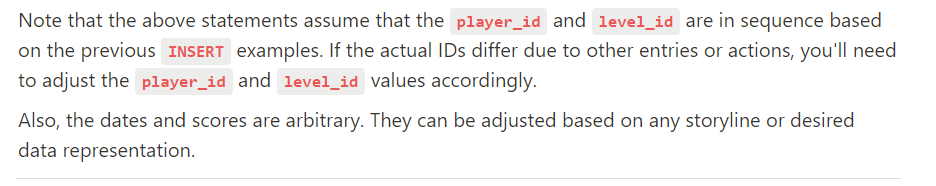 Note that the above statements assume that the player_id and level_id are in sequence based
on the previous INSERT examples. If the actual IDs differ due to other entries or actions, you'll need
to adjust the player_id and level_id values accordingly.
Also, the dates and scores are arbitrary. They can be adjusted based on any storyline or desired
data representation.